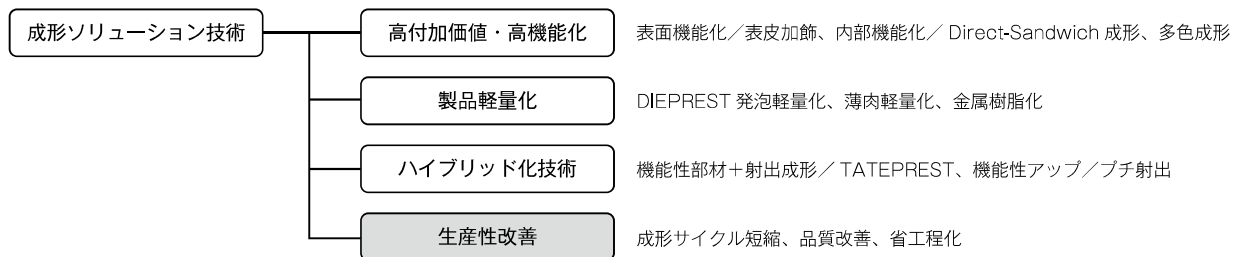 成形ソリューション技術
高付加価値・高機能化 表面機能化／表皮加飾、内部機能化／Direct-Sandwich 成形、多色成形
製品軽量化 DIEPREST 発泡軽量化、薄肉軽量化、金属樹脂化
ハイブリッド化技術 機能性部材＋射出成形／TATEPREST、機能性アップ／プチ射出
生産性改善 成形サイクル短縮、品質改善、省工程化